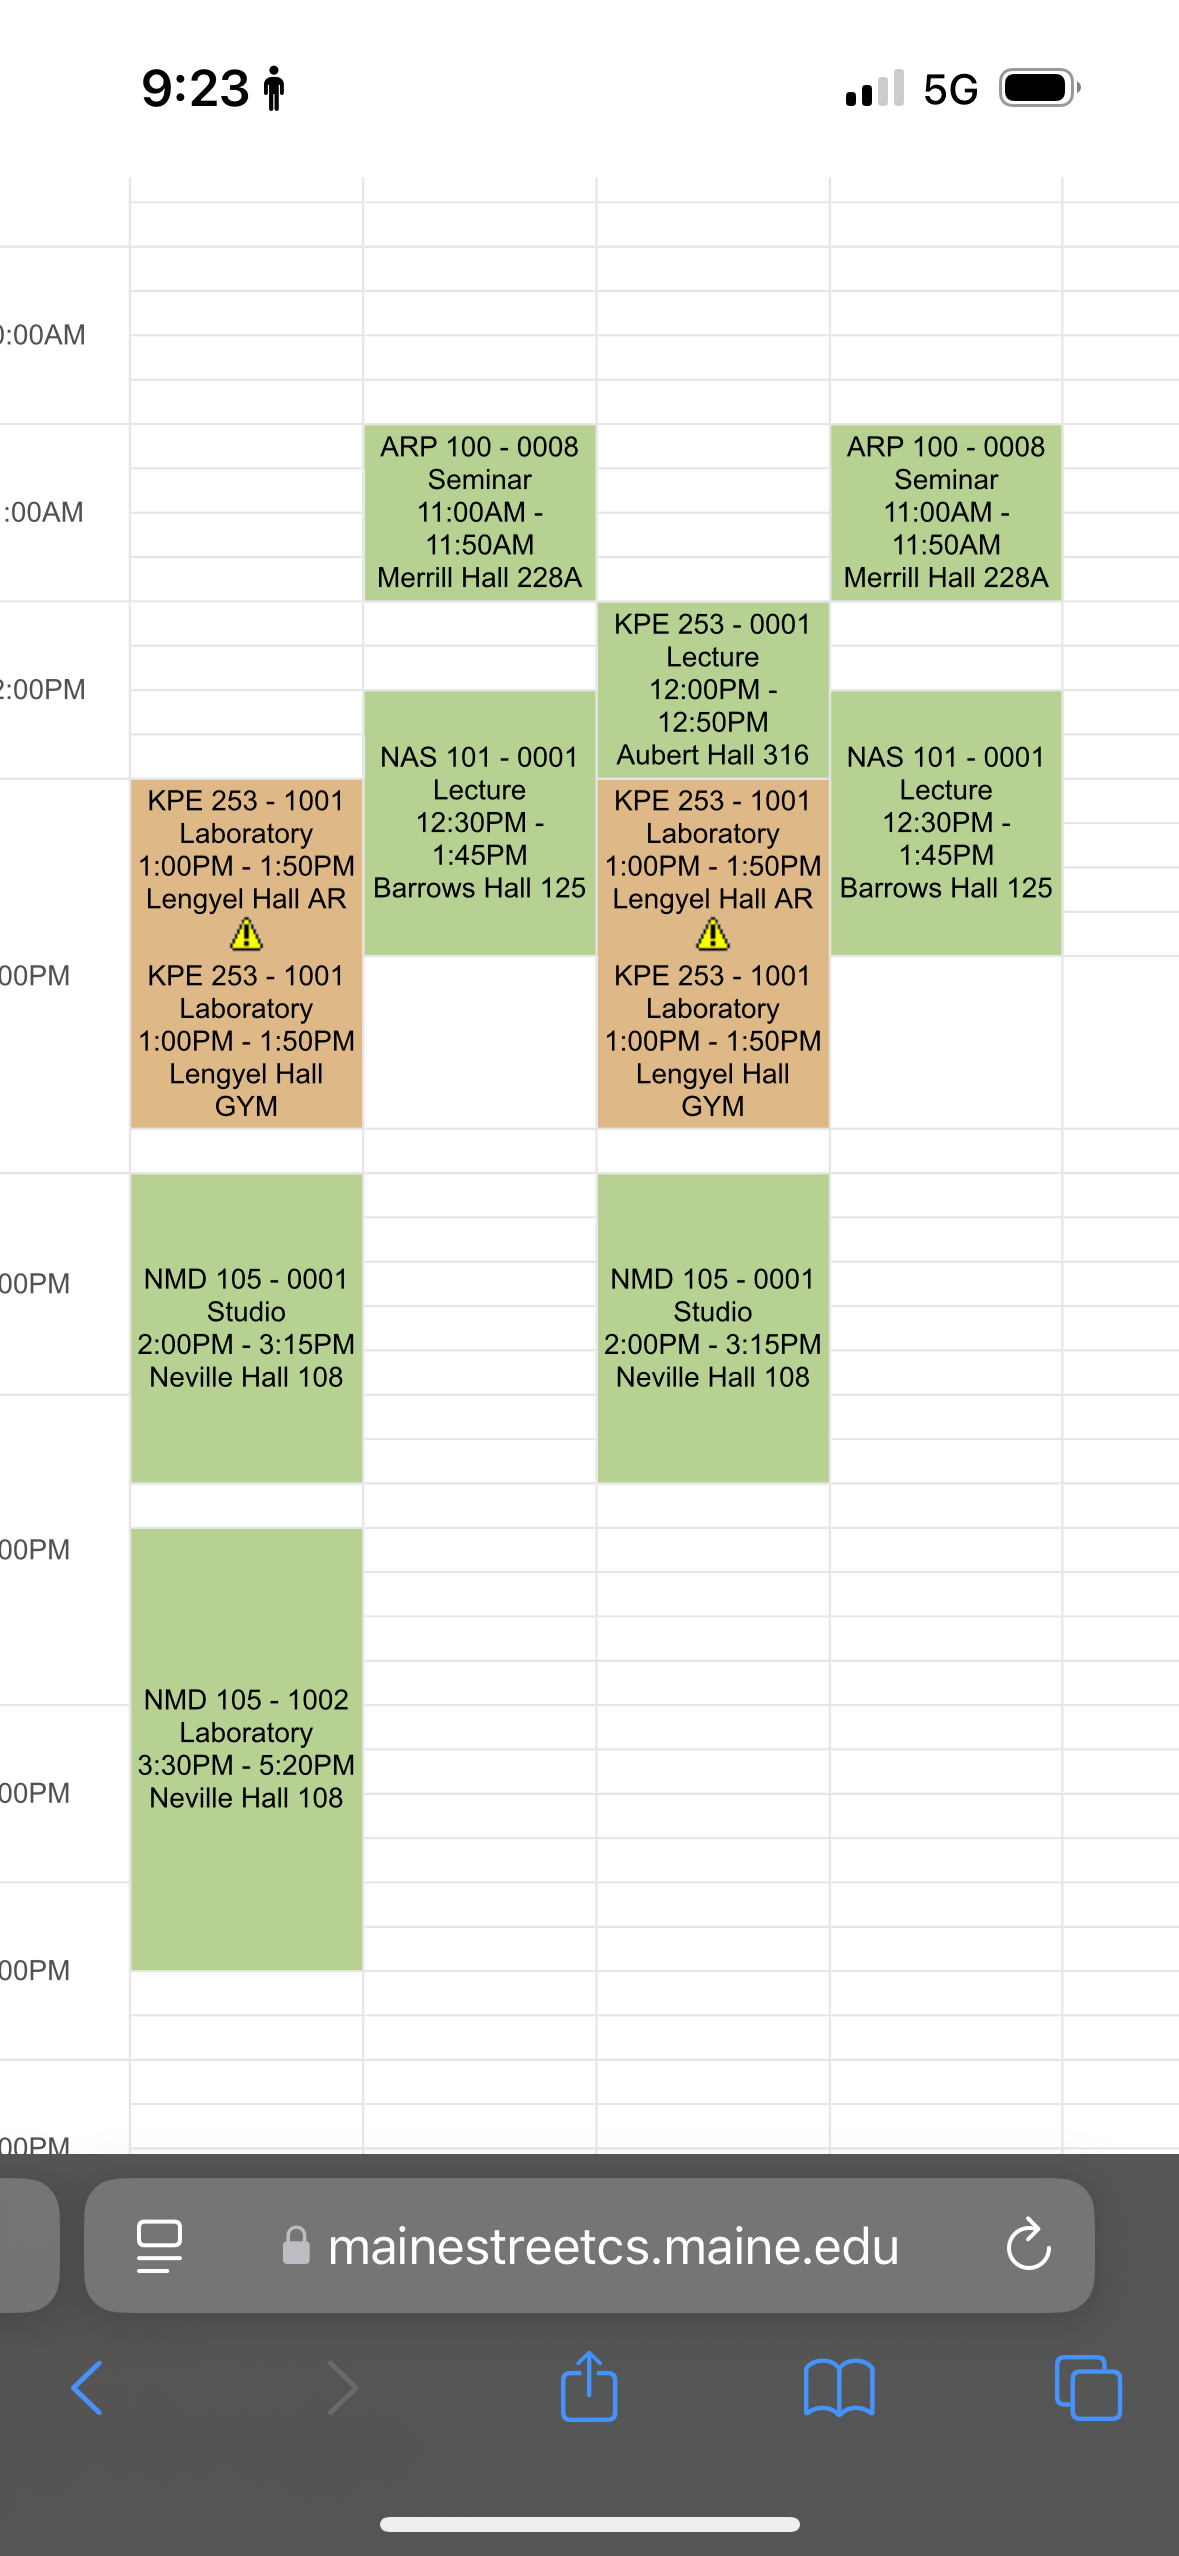 9:23
5G
0:00AM
ARP 100 - 0008
Seminar
11:00AM -
11:50AM
Merrill Hall 228A
ARP 100 - 0008
Seminar
11:00AM -
11:50AM
Merrill Hall 228A
:00AM
KPE 253 - 0001
Lecture
12:00PM -
12:50PM
Aubert Hall 316
2:00PM
NAS 101 - 0001
Lecture
12:30PM -
1:45PM
Barrows Hall 125
NAS 101 - 0001
Lecture
12:30PM -
1:45PM
Barrows Hall 125
KPE 253 - 1001
Laboratory
1:00PM - 1:50PM
Lengyel Hall AR
KPE 253 - 1001
Laboratory
1:00PM - 1:50PM
Lengyel Hall
GYM
KPE 253 - 1001
Laboratory
1:00PM - 1:50PM
Lengyel Hall AR
KPE 253 - 1001
Laboratory
1:00PM - 1:50PM
Lengyel Hall
GYM
00PM
NMD 105 - 0001
Studio
2:00PM - 3:15PM
Neville Hall 108
NMD 105 - 0001
Studio
2:00PM - 3:15PM
Neville Hall 108
00PM
00PM
NMD 105 - 1002
Laboratory
3:30PM - 5:20PM
Neville Hall 108
00PM
00PM
00PM
mainestreetcs.maine.edu